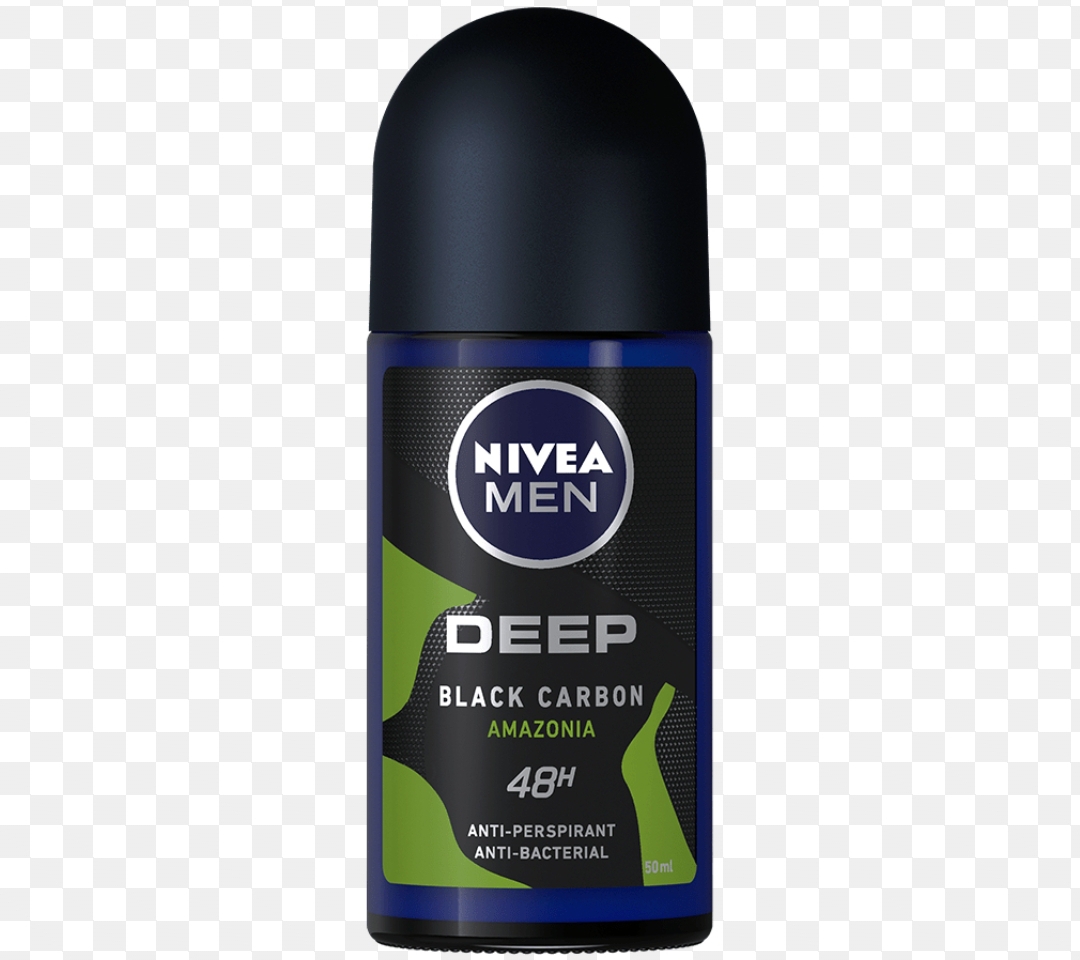 NIVEA
MEN
DEEP
BLACK CARBON
AMAZONIA
48H
ANTI-PERSPIRANT
ANTI-BACTERIAL
50ml